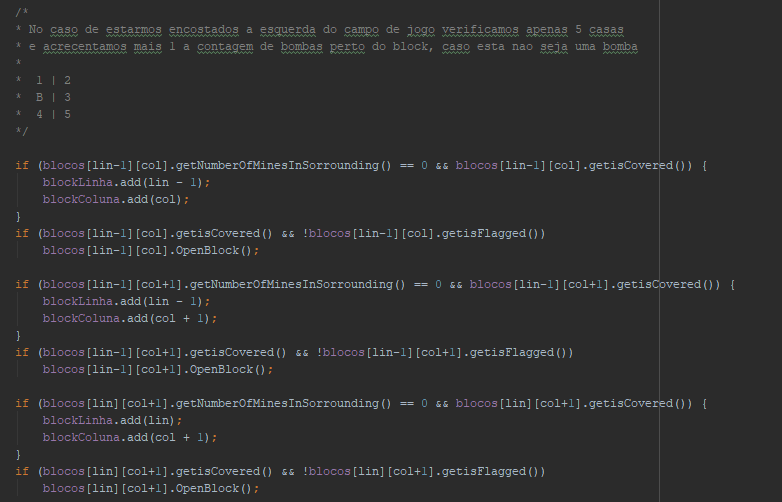 /*
* No caso de estarmos encostados a esquerda do campo de jogo verificamos apenas 5 casas
* e acrecentamos mais 1 a contagem de bombas perto do block, caso esta nao seja uma bomba
*
*  1 | 2
*  B | 3
*  4 | 5
*/
if (blocos[lin-1][col].getNumberOfMinesInSorrounding() == 0 && blocos[lin-1][col].getisCovered()) {
blockLinha.add(lin - 1);
blockColuna.add(col);
}
if (blocos[lin-1][col].getisCovered() && !blocos[lin-1][col].getisFlagged())
blocos[lin-1][col].OpenBlock();
if (blocos[lin-1][col+1].getNumberOfMinesInSorrounding() == 0 && blocos[lin-1][col+1].getisCovered()) {
blockLinha.add(lin - 1);
blockColuna.add(col + 1);
}
if (blocos[lin-1][col+1].getisCovered() && !blocos[lin-1][col+1].getisFlagged())
blocos[lin-1][col+1].OpenBlock();
if (blocos[lin][col+1].getNumberOfMinesInSorrounding() == 0 && blocos[lin][col+1].getisCovered()) {
blockLinha.add(lin);
blockColuna.add(col + 1);
}
if (blocos[lin][col+1].getisCovered() && !blocos[lin][col+1].getisFlagged())
blocos[lin][col+1].OpenBlock();